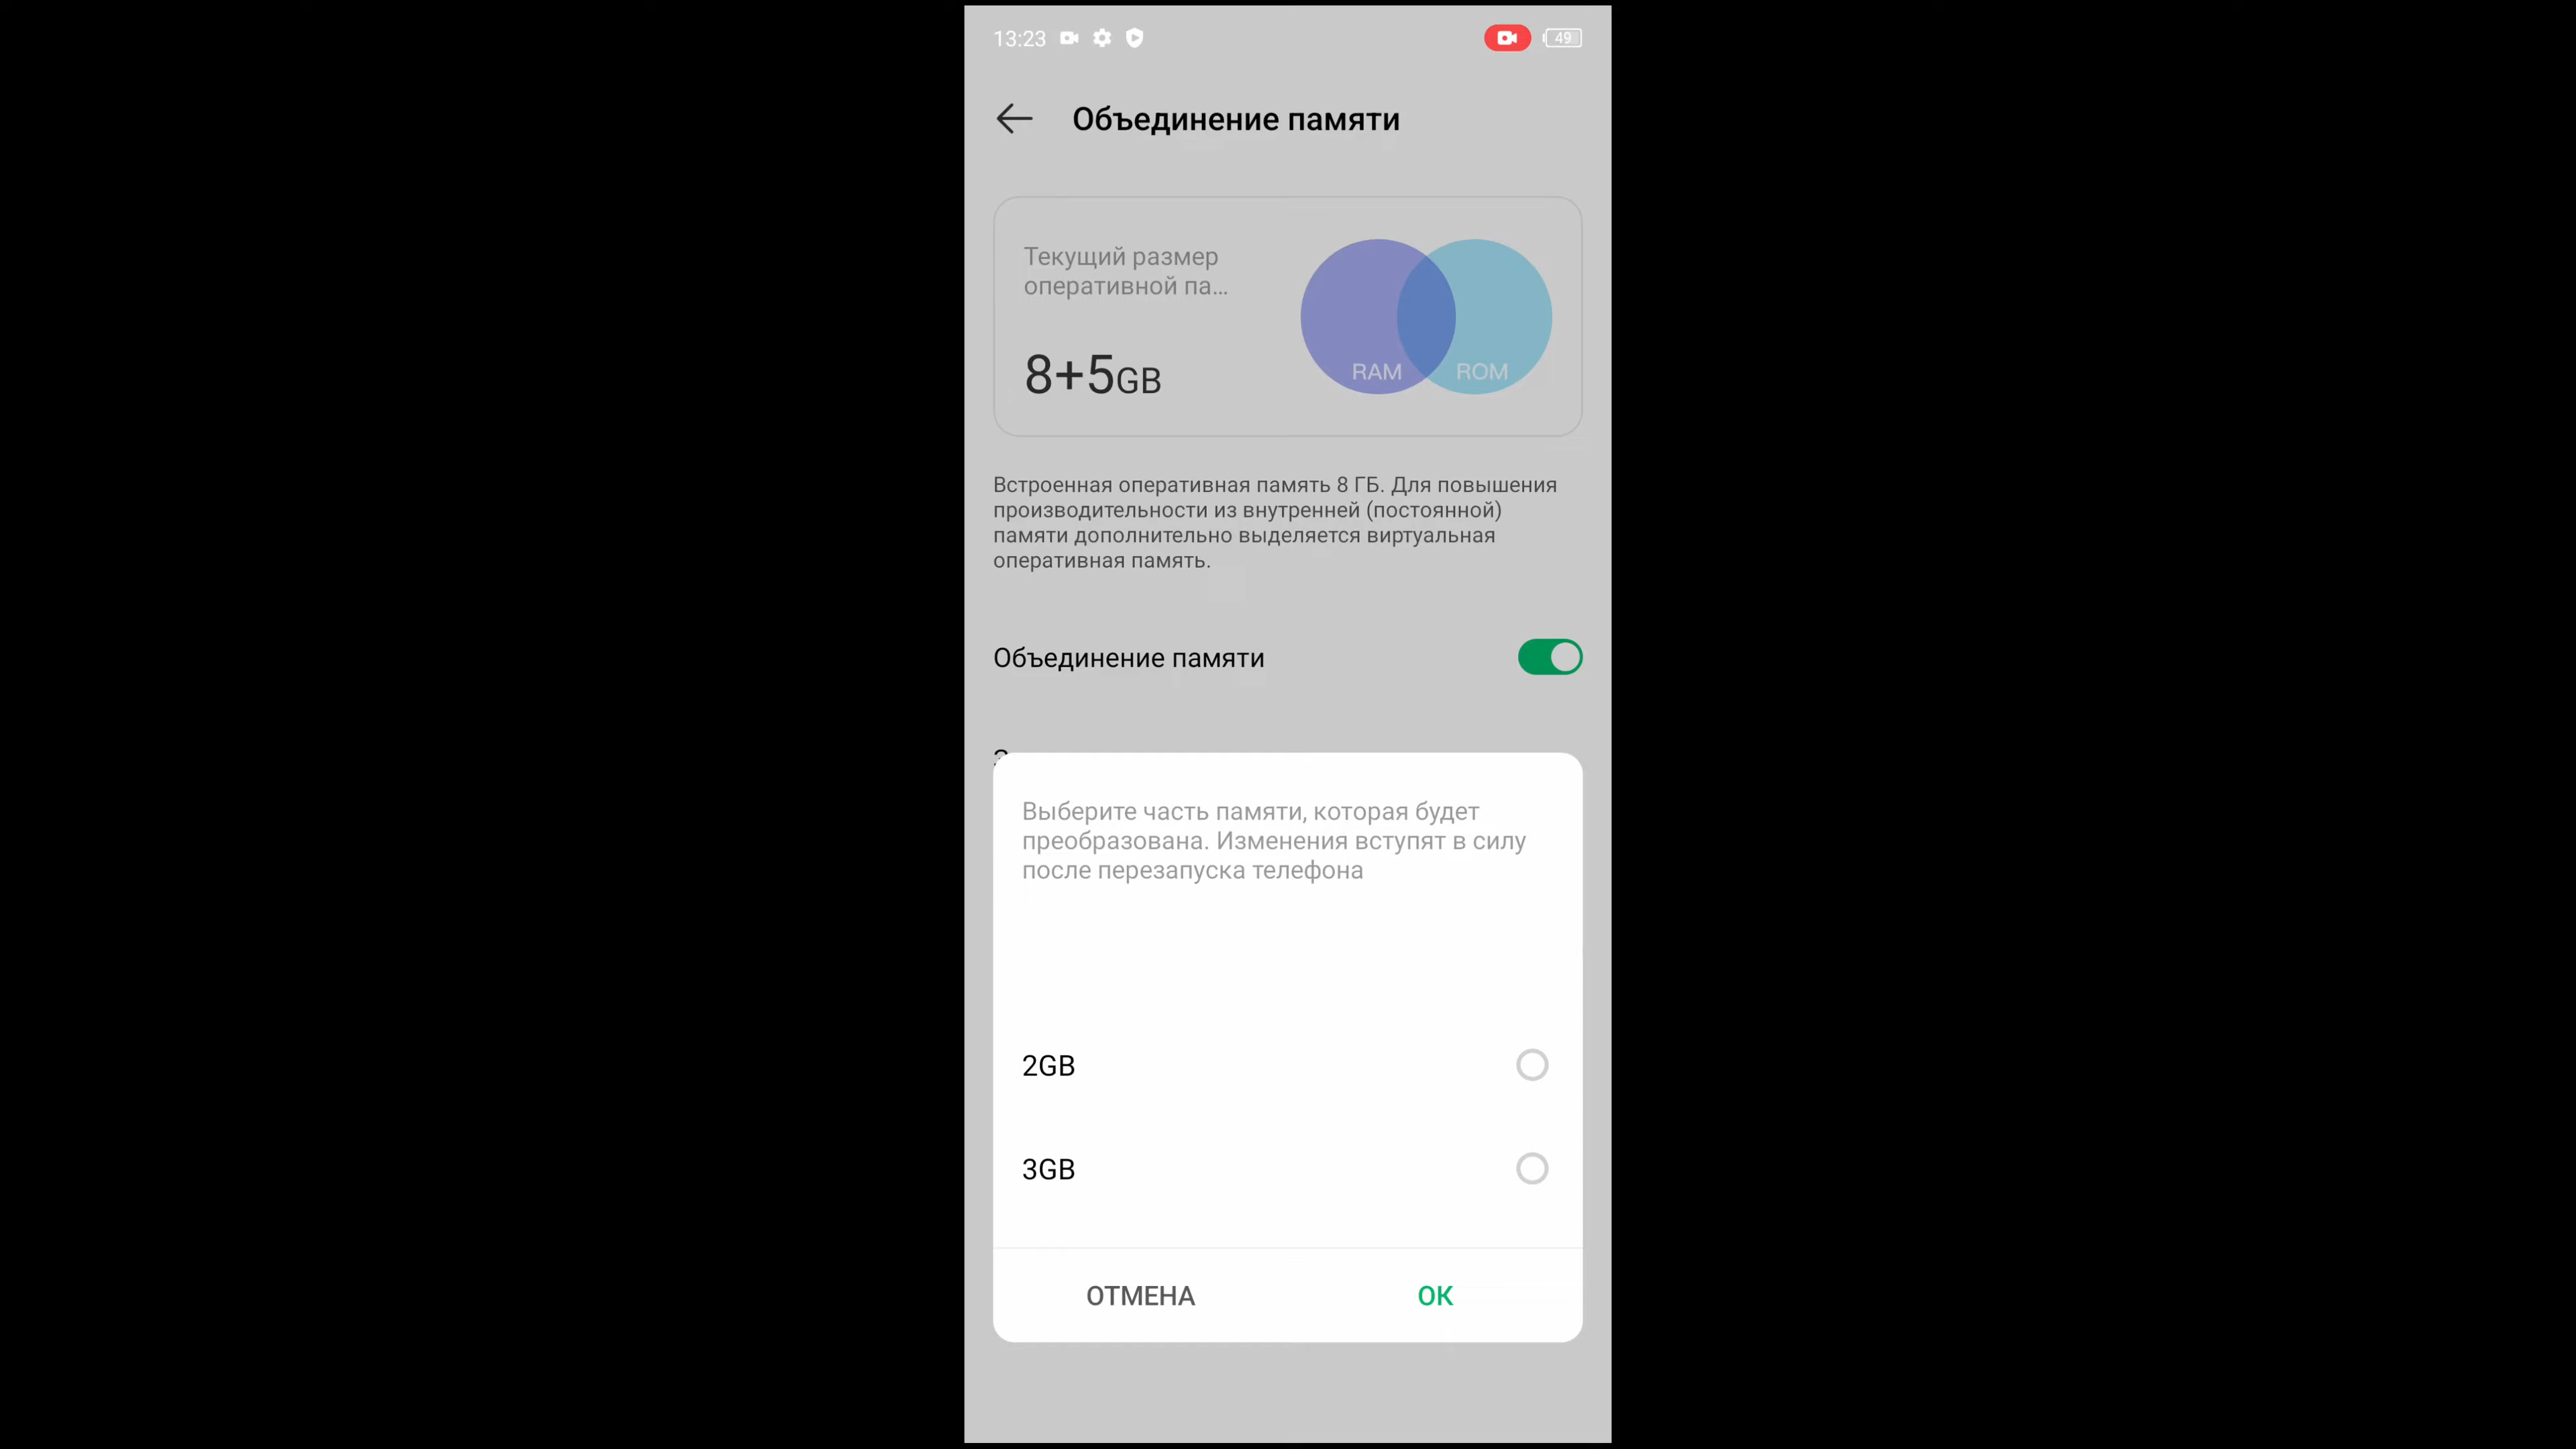 13:23
49
Объединение памяти
Текущий размер
оперативной па...
8+5GB
RAM
ROM
Встроенная оперативная память 8 ГБ. Для повышения
производительности из внутренней (постоянной)
памяти дополнительно выделяется виртуальная
оперативная память.
Объединение памяти
Выберите часть памяти, которая будет
преобразована. Изменения вступят в силу
после перезапуска телефона
2GB
3GB
ОТМЕНА
ОК